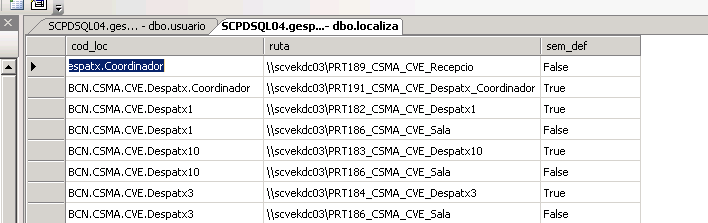 SCPDSQL04.ges... - dbo.usuario SCPDSQL04.gesp...- dbo.localiza
cod_loc ruta sem_def
espatx.Coordinador \\scvekdc03\PRT189_CSMA_CVE_Recepcio False
BCN.CSMA.CVE.Despatx.Coordinador \\scvekdc03\PRT191_CSMA_CVE_Despatx_Coordinador True
BCN.CSMA.CVE.Despatx1 \\scvekdc03\PRT182_CSMA_CVE_Despatx1 True
BCN.CSMA.CVE.Despatx1 \\scvekdc03\PRT186_CSMA_CVE_Sala False
BCN.CSMA.CVE.Despatx10 \\scvekdc03\PRT183_CSMA_CVE_Despatx10 True
BCN.CSMA.CVE.Despatx10 \\scvekdc03\PRT186_CSMA_CVE_Sala False
BCN.CSMA.CVE.Despatx3 \\scvekdc03\PRT184_CSMA_CVE_Despatx3 True
BCN.CSMA.CVE.Despatx3 \\scvekdc03\PRT186_CSMA_CVE_Sala False